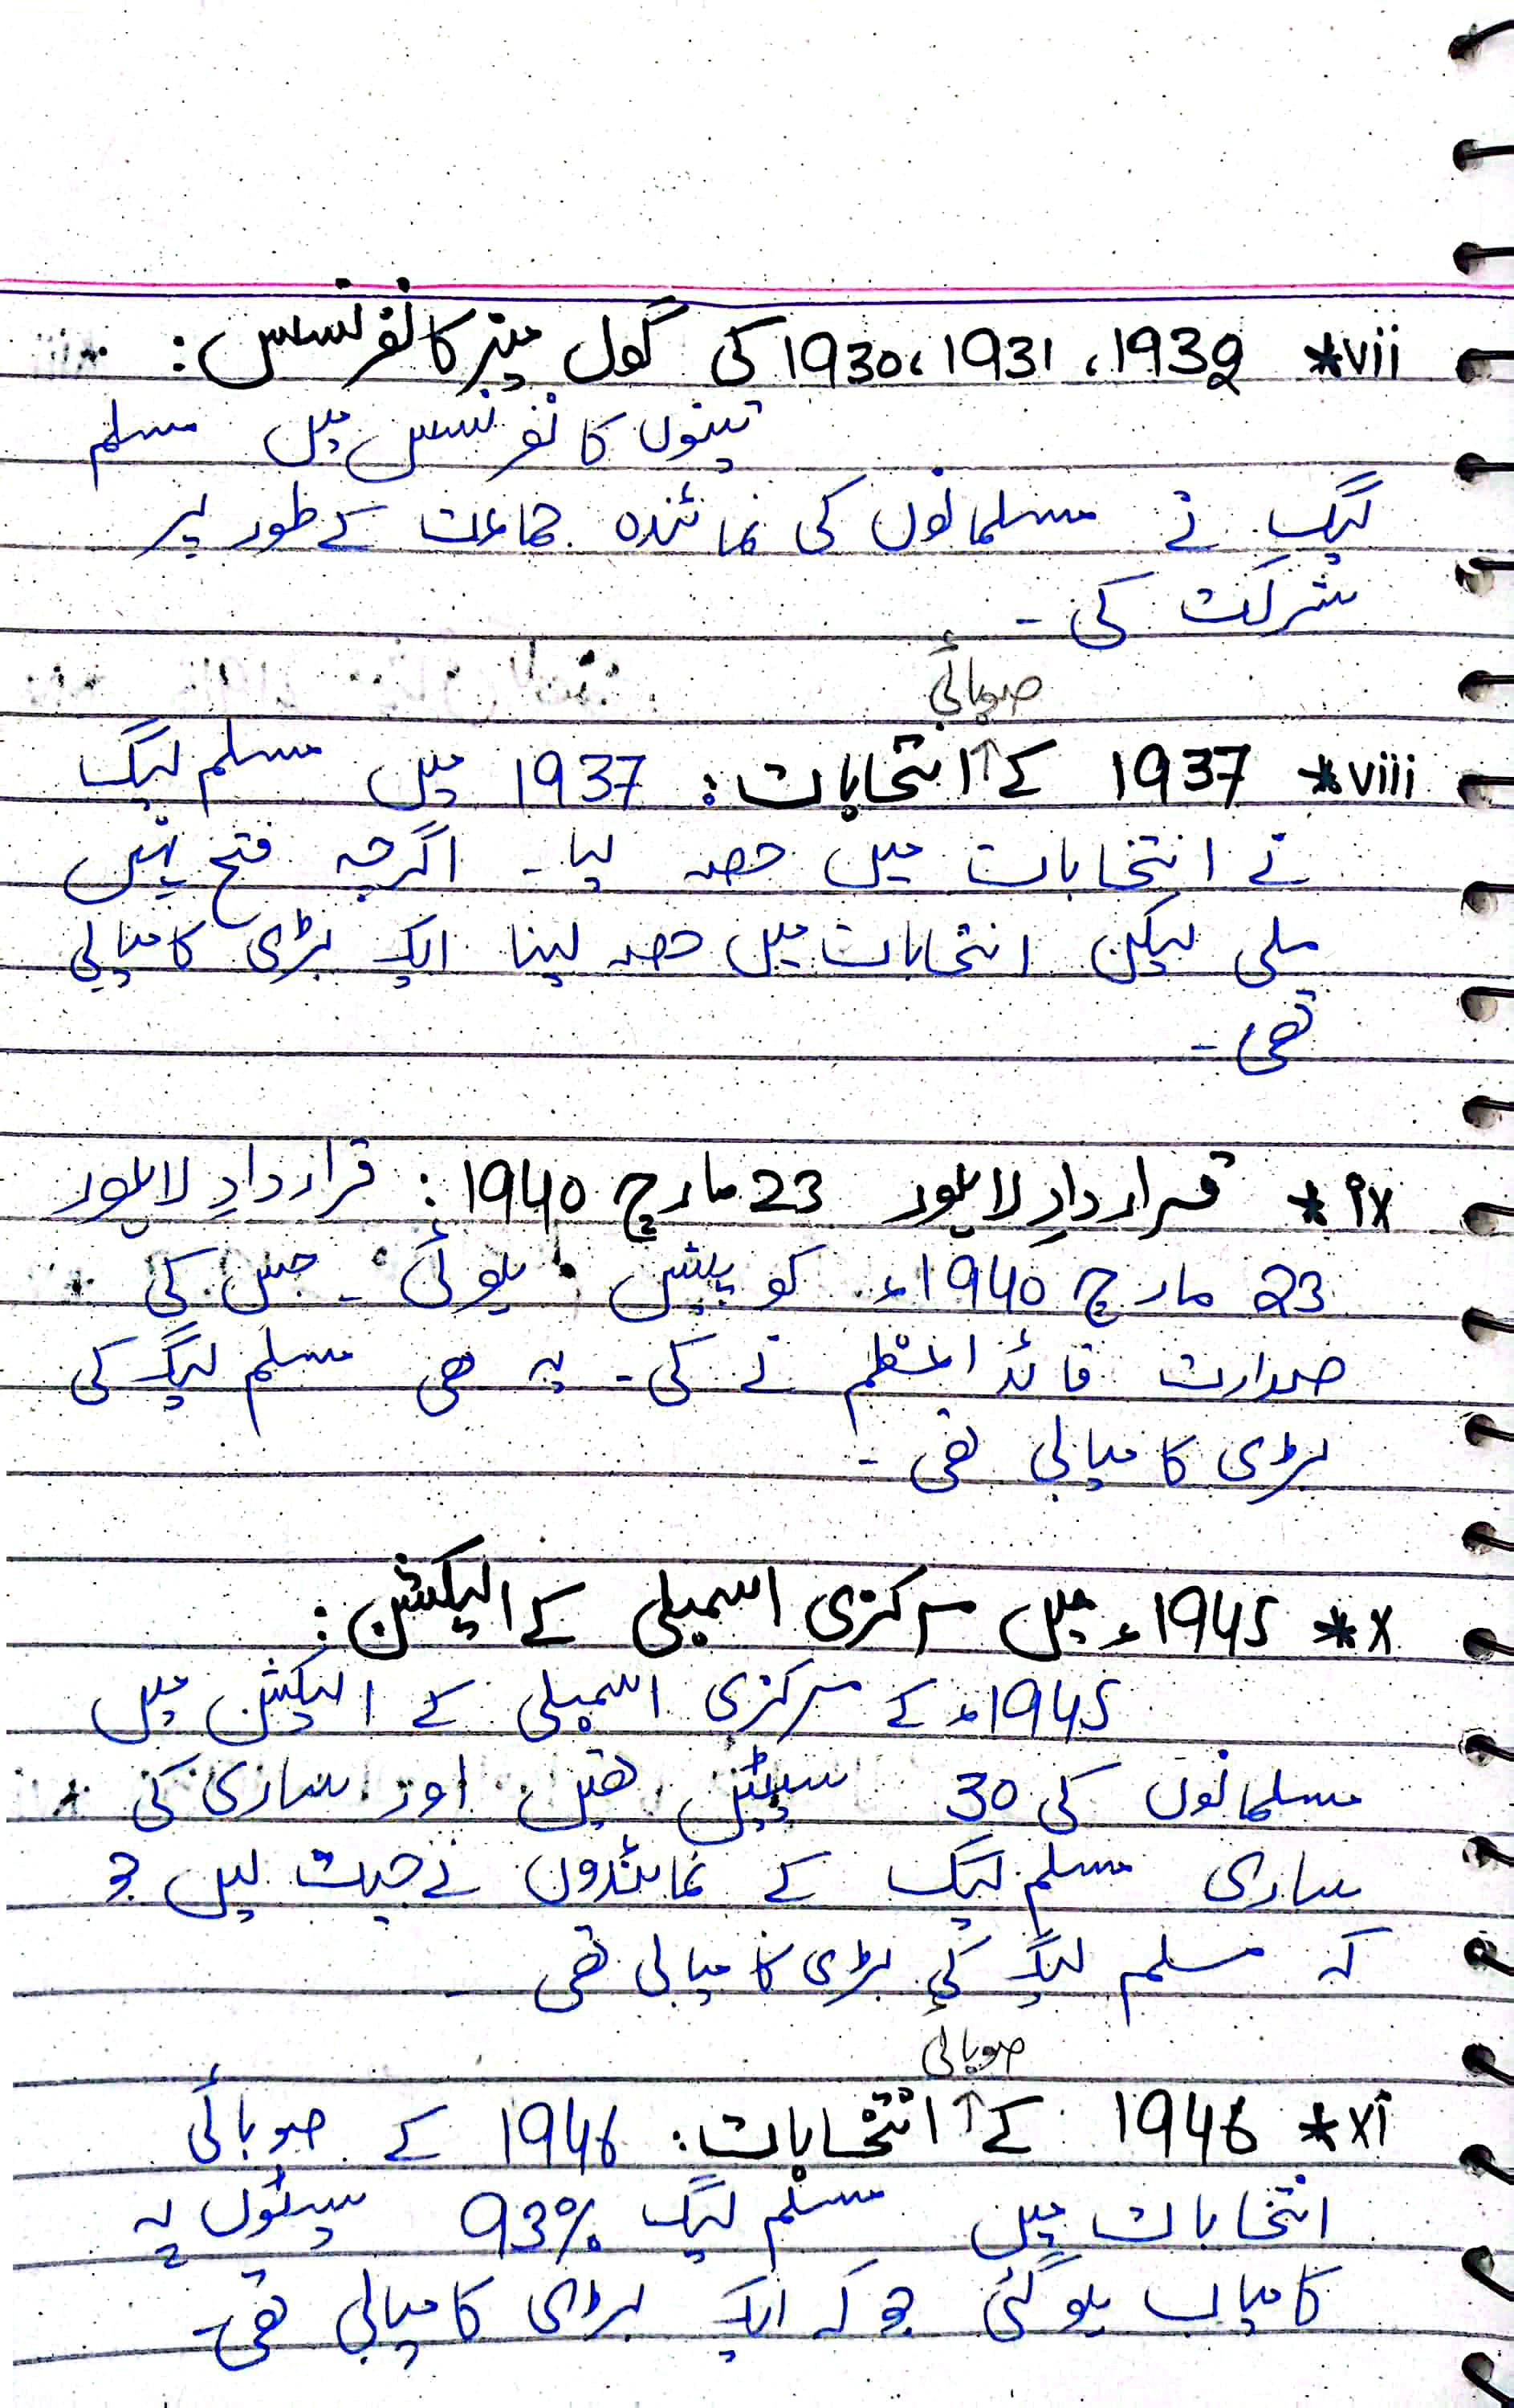 vii* 1930، 1931، 1932 کی گول میز کانفرنسس:
تینوں کانفرنسس میں مسلم
لیگ نے مسلمانوں کی نمائندہ جماعت کے طور پر
شرکت کی -
صوبائی
viii* 1937 کے انتخابات: 1937 میں مسلم لیگ
نے انتخابات میں حصہ لیا - اگرچہ فتح نہیں
ملی لیکن انتخابات میں حصہ لینا ایک بڑی کامیابی
تھی -
ix* قراردادِ لاہور 23 مارچ 1940: قراردادِ لاہور
23 مارچ 1940ء کو پیش ہوئی - جس کی
صدارت قائد اعظم نے کی - یہ بھی مسلم لیگ کی
بڑی کامیابی تھی -
x* 1945ء میں مرکزی اسمبلی کے الیکشن:
1945ء کے مرکزی اسمبلی کے الیکشن میں
مسلمانوں کی 30 سیٹیں تھیں اور ساری کی
ساری مسلم لیگ کے نمائندوں نے جیت لیں جو
کہ مسلم لیگ کی بڑی کامیابی تھی -
صوبائی
xi* 1946 کے انتخابات: 1946 کے صوبائی
انتخابات میں مسلم لیگ 93% سیٹوں پہ
کامیاب ہو گئی جو کہ ایک بڑی کامیابی تھی -